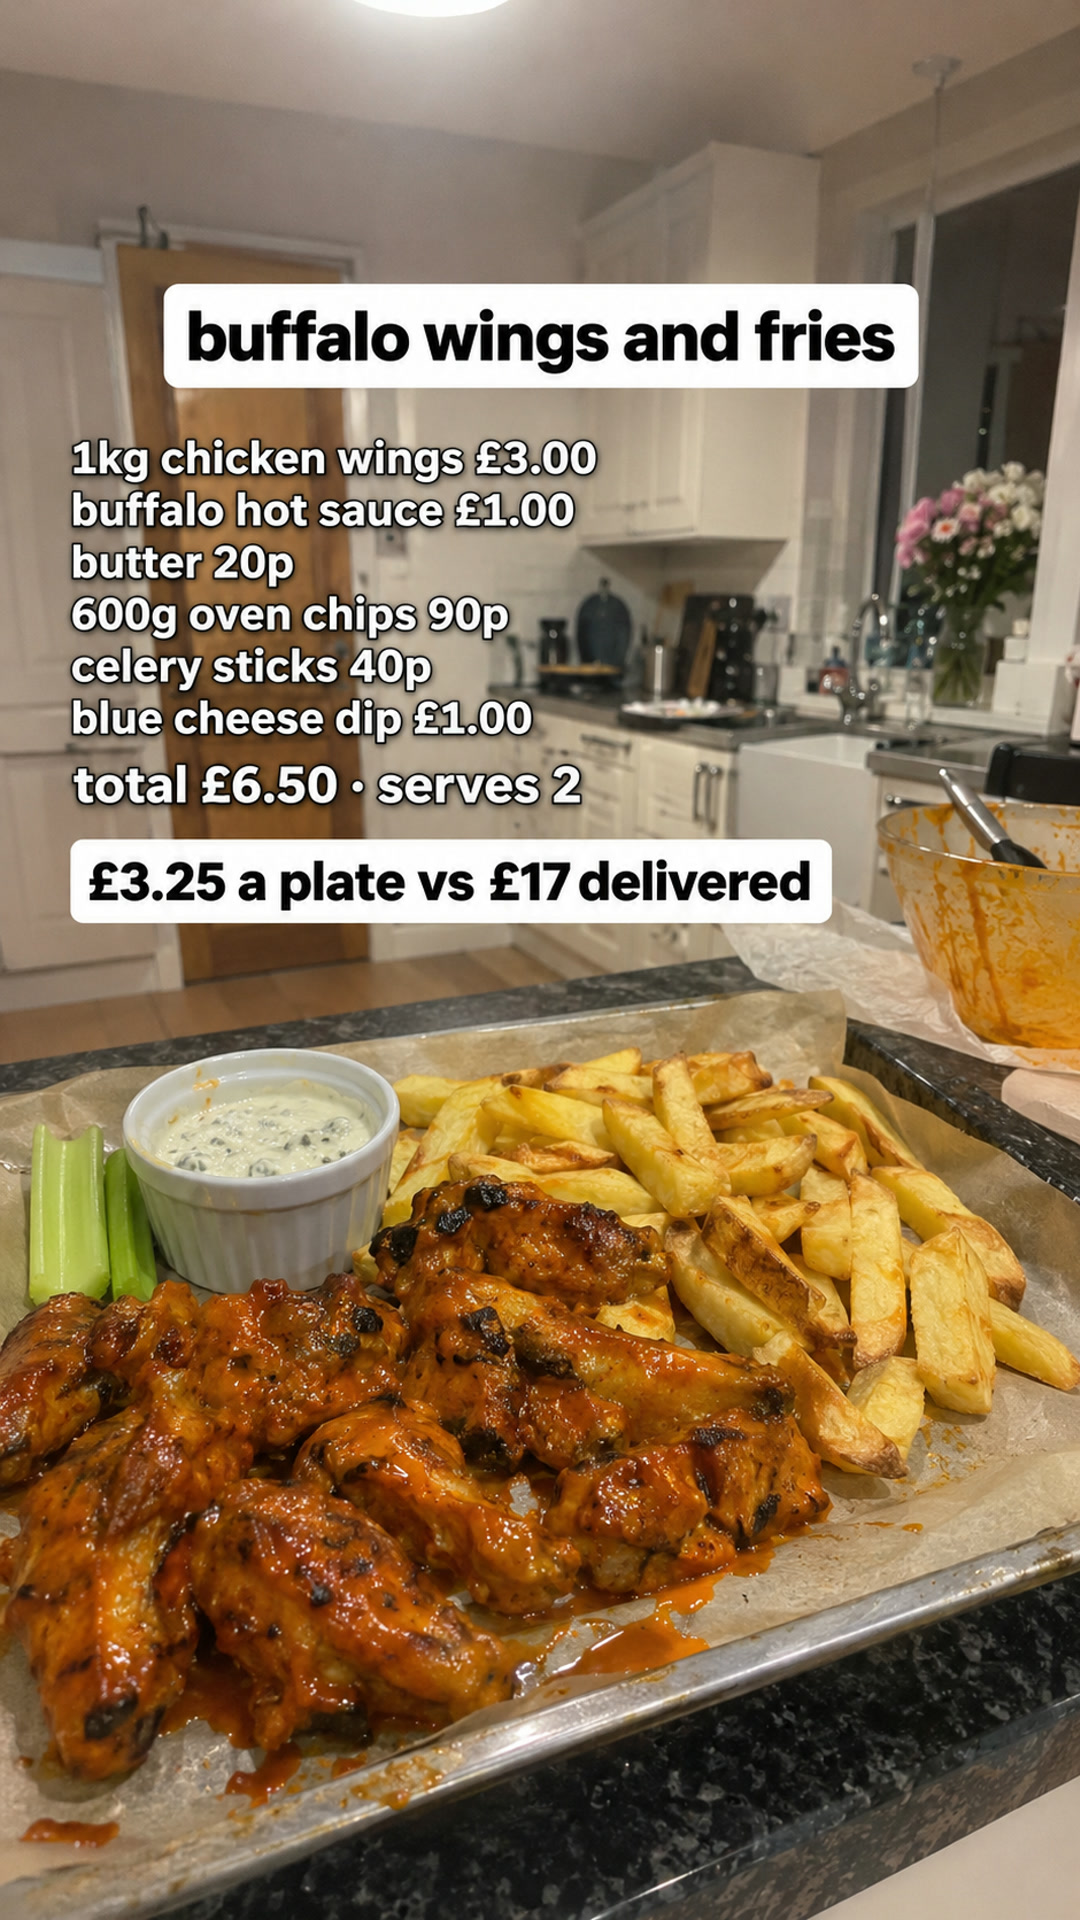 buffalo wings and fries
1kg chicken wings £3.00
buffalo hot sauce £1.00
butter 20p
600g oven chips 90p
celery sticks 40p
blue cheese dip £1.00
total £6.50 • serves 2
£3.25 a plate vs £17 delivered